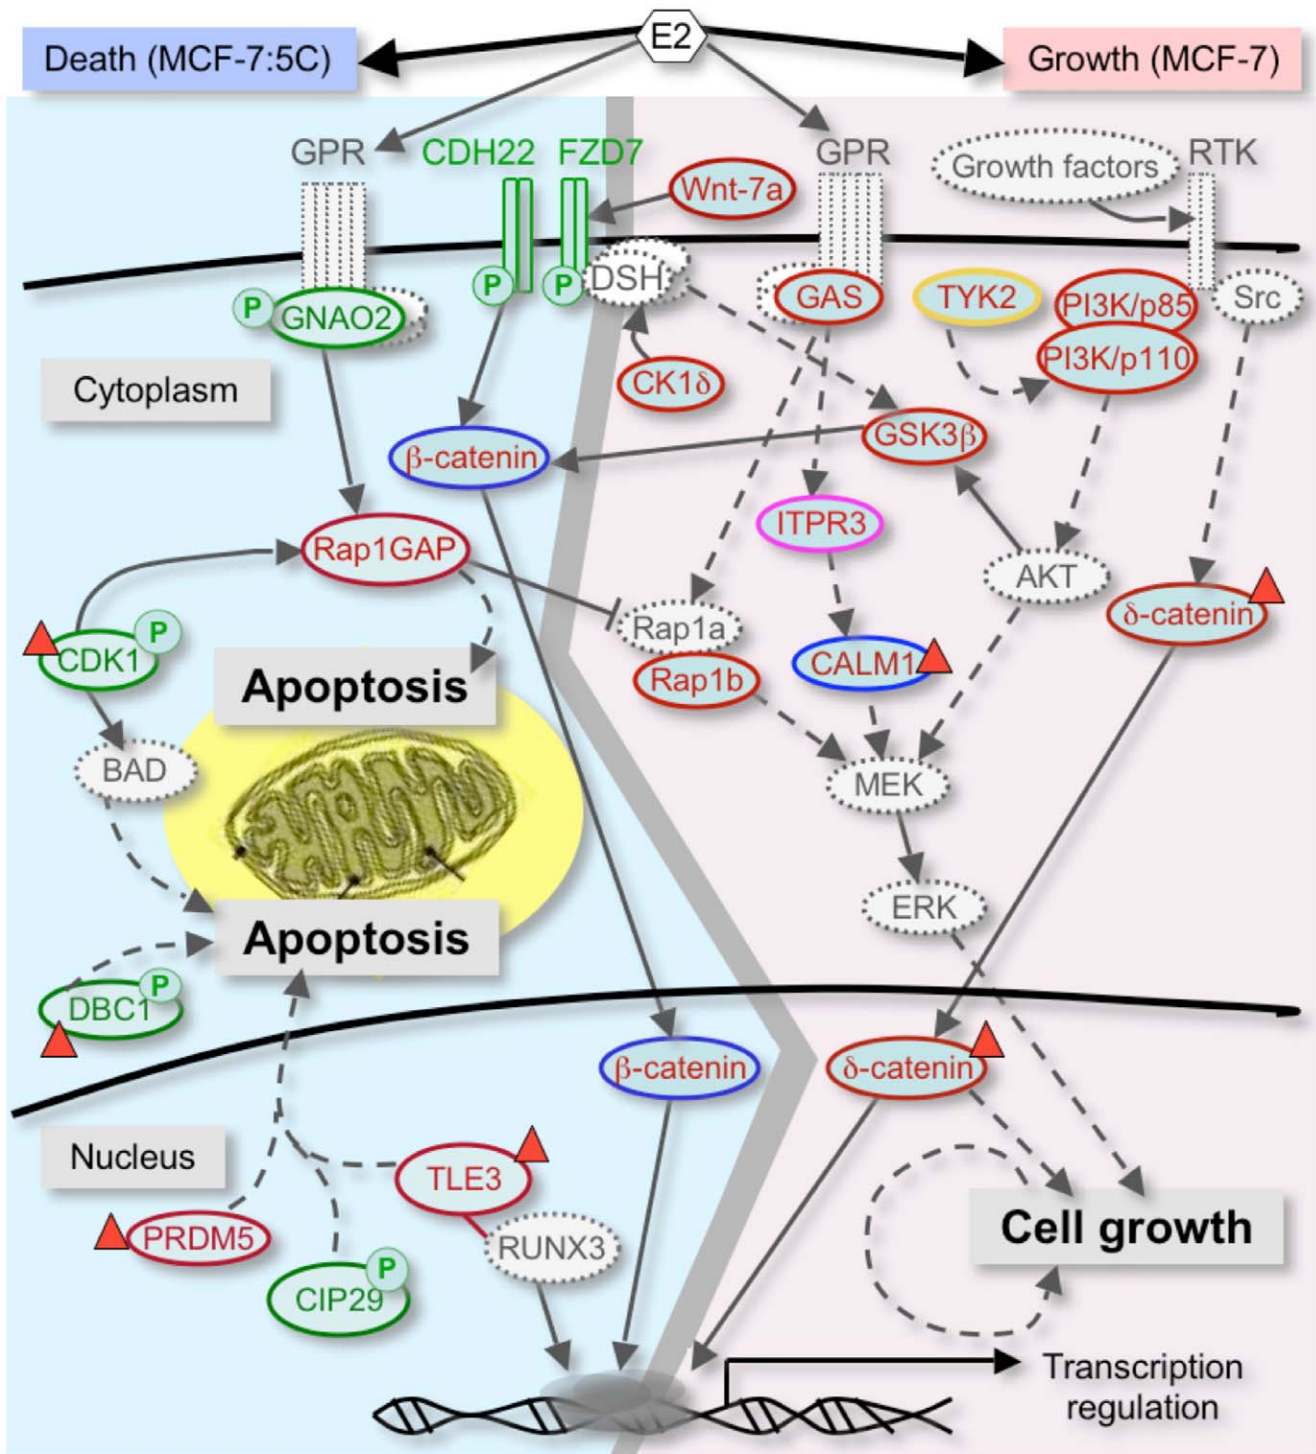 E2
Death (MCF-7:5C)
Growth (MCF-7)
GPR
CDH22
FZD7
Wnt-7a
GPR
Growth factors
RTK
P
P
DSH
P
GNAO2
GAS
TYK2
PI3K/p85
Src
PI3K/p110
Cytoplasm
CK1δ
β-catenin
GSK3β
ITPR3
Rap1GAP
AKT
δ-catenin
P
CDK1
Rap1a
CALM1
Rap1b
Apoptosis
BAD
MEK
ERK
Apoptosis
P
DBC1
β-catenin
δ-catenin
Nucleus
TLE3
PRDM5
RUNX3
Cell growth
P
CIP29
Transcription
regulation